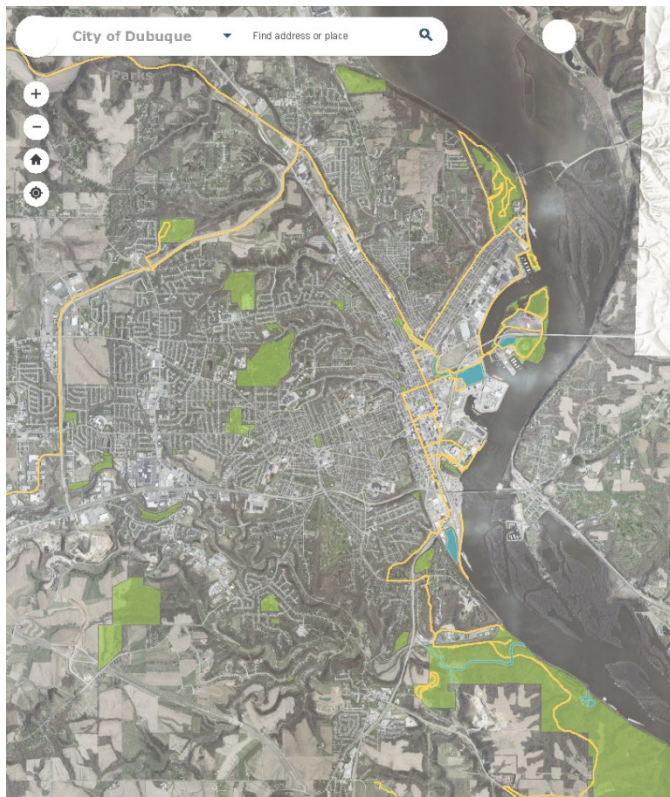 City of Dubuque
Find address or place
Parks
+
−